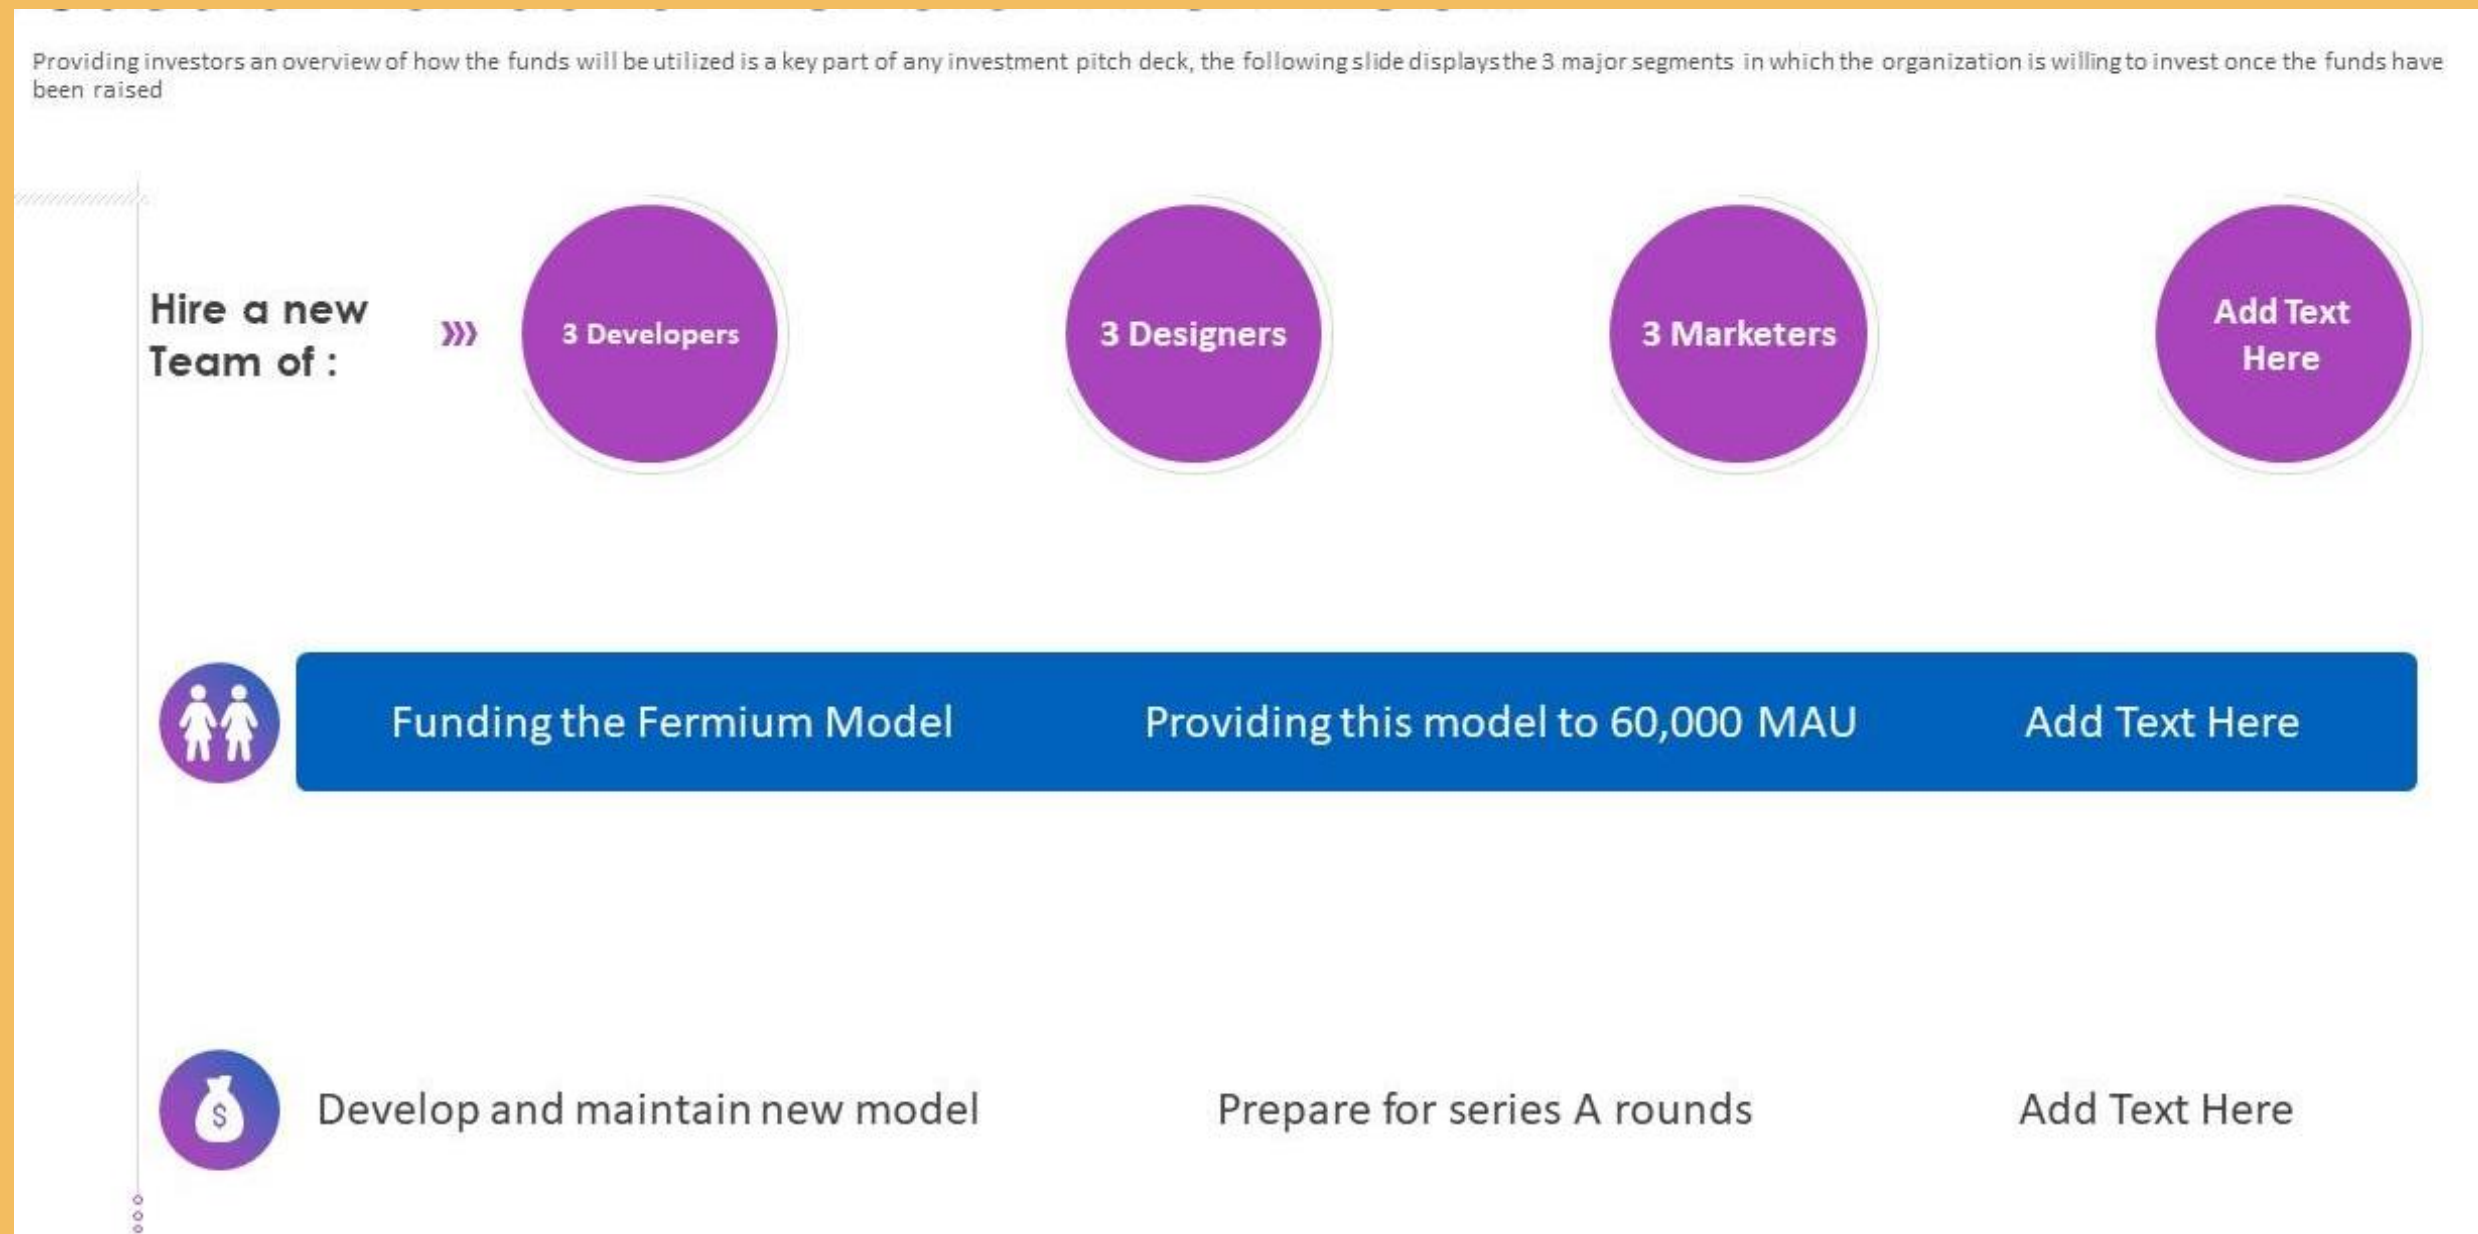 Providing investors an overview of how the funds will be utilized is a key part of any investment pitch deck, the following slide displays the 3 major segments in which the organization is willing to invest once the funds have
been raised
Hire a new
Team of :
3 Developers
3 Designers
3 Marketers
Add Text
Here
Funding the Fermium Model
Providing this model to 60,000 MAU
Add Text Here
$
Develop and maintain new model
Prepare for series A rounds
Add Text Here